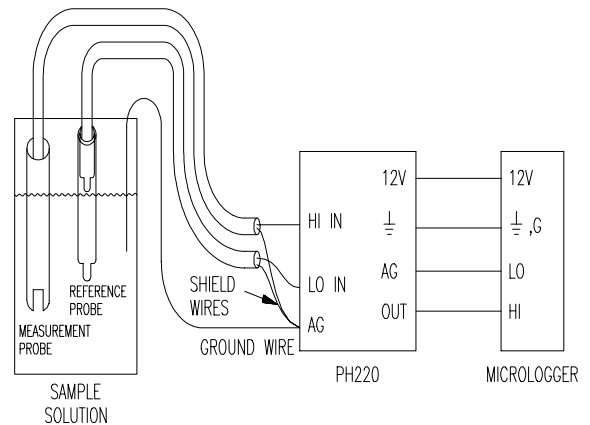 12V
12V
HI IN
,G
REFERENCE
PROBE
SHIELD
WIRES
LO IN
AG
LO
MEASUREMENT
PROBE
AG
OUT
HI
GROUND WIRE
PH220
MICROLOGGER
SAMPLE
SOLUTION